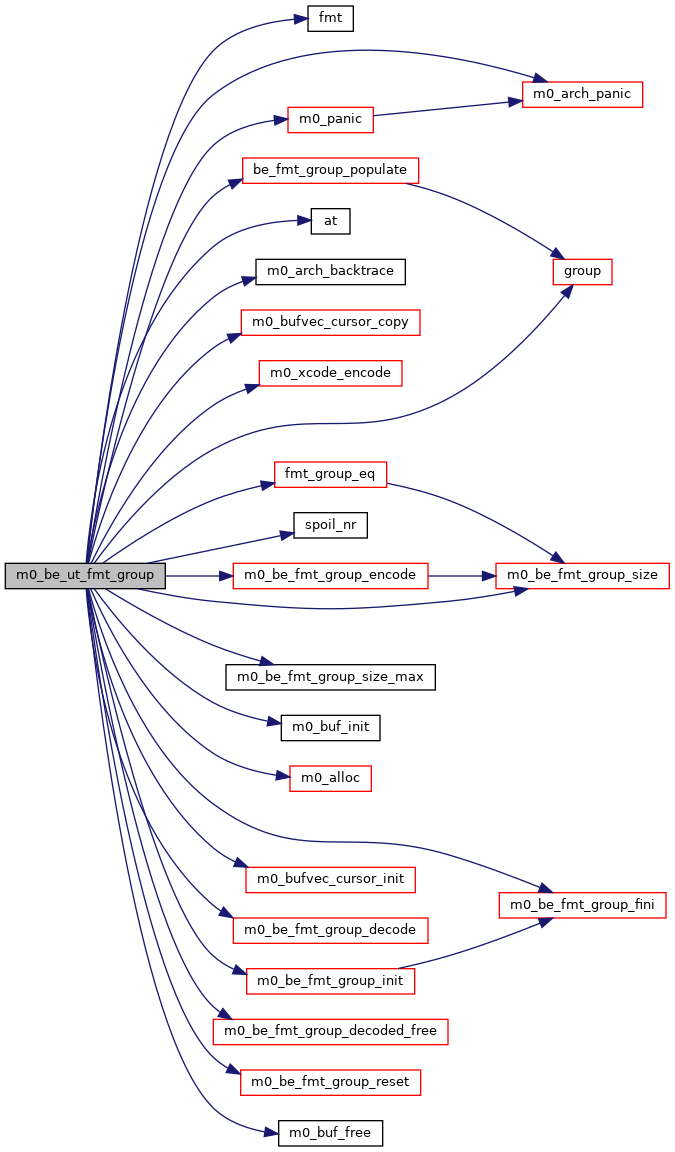 fmt
m0_arch_panic
m0_panic
be_fmt_group_populate
at
m0_arch_backtrace
group
m0_bufvec_cursor_copy
m0_xcode_encode
fmt_group_eq
spoil_nr
m0_be_ut_fmt_group
m0_be_fmt_group_encode
m0_be_fmt_group_size
m0_be_fmt_group_size_max
m0_buf_init
m0_alloc
m0_bufvec_cursor_init
m0_be_fmt_group_fini
m0_be_fmt_group_decode
m0_be_fmt_group_init
m0_be_fmt_group_decoded_free
m0_be_fmt_group_reset
m0_buf_free